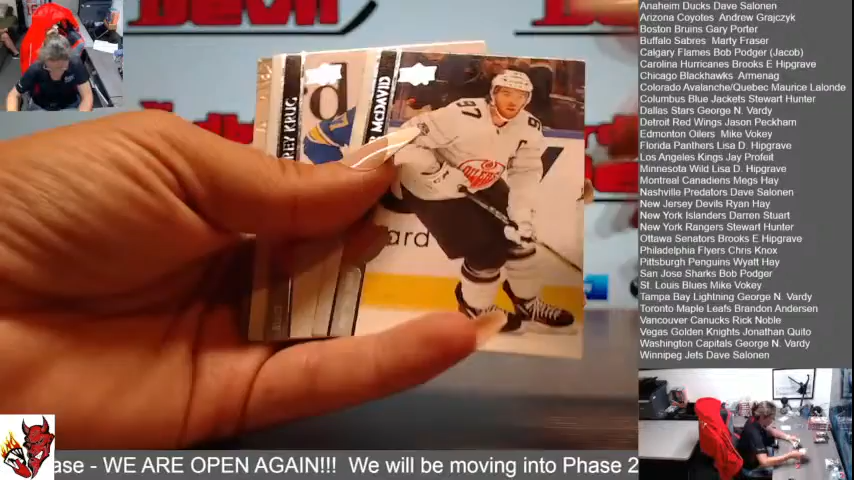 Anaheim Ducks Dave Salonen
Arizona Coyotes Andrew Grajczyk
Boston Bruins Gary Porter
Buffalo Sabres Marty Fraser
Calgary Flames Bob Podger (Jacob)
Carolina Hurricanes Brooks E Hipgrave
Chicago Blackhawks Armenag
Colorado Avalanche/Quebec Maurice Lalonde
Columbus Blue Jackets Stewart Hunter
Dallas Stars George N. Vardy
Detroit Red Wings Jason Peckham
Edmonton Oilers Mike Vokey
Florida Panthers Lisa D. Hipgrave
Los Angeles Kings Jay Profeit
Minnesota Wild Lisa D. Hipgrave
Montreal Canadiens Megs Hay
Nashville Predators Dave Salonen
New Jersey Devils Ryan Hay
New York Islanders Darren Stuart
New York Rangers Stewart Hunter
Ottawa Senators Brooks E Hipgrave
Philadelphia Flyers Chris Knox
Pittsburgh Penguins Wyatt Hay
San Jose Sharks Bob Podger
St. Louis Blues Mike Vokey
Tampa Bay Lightning George N. Vardy
Toronto Maple Leafs Brandon Andersen
Vancouver Canucks Rick Noble
Vegas Golden Knights Jonathan Quito
Washington Capitals George N. Vardy
Winnipeg Jets Dave Salonen
REY KRUG
McDAVID
97
97
C
OILERS
ard
ase - WE ARE OPEN AGAIN!!! We will be moving into Phase 2